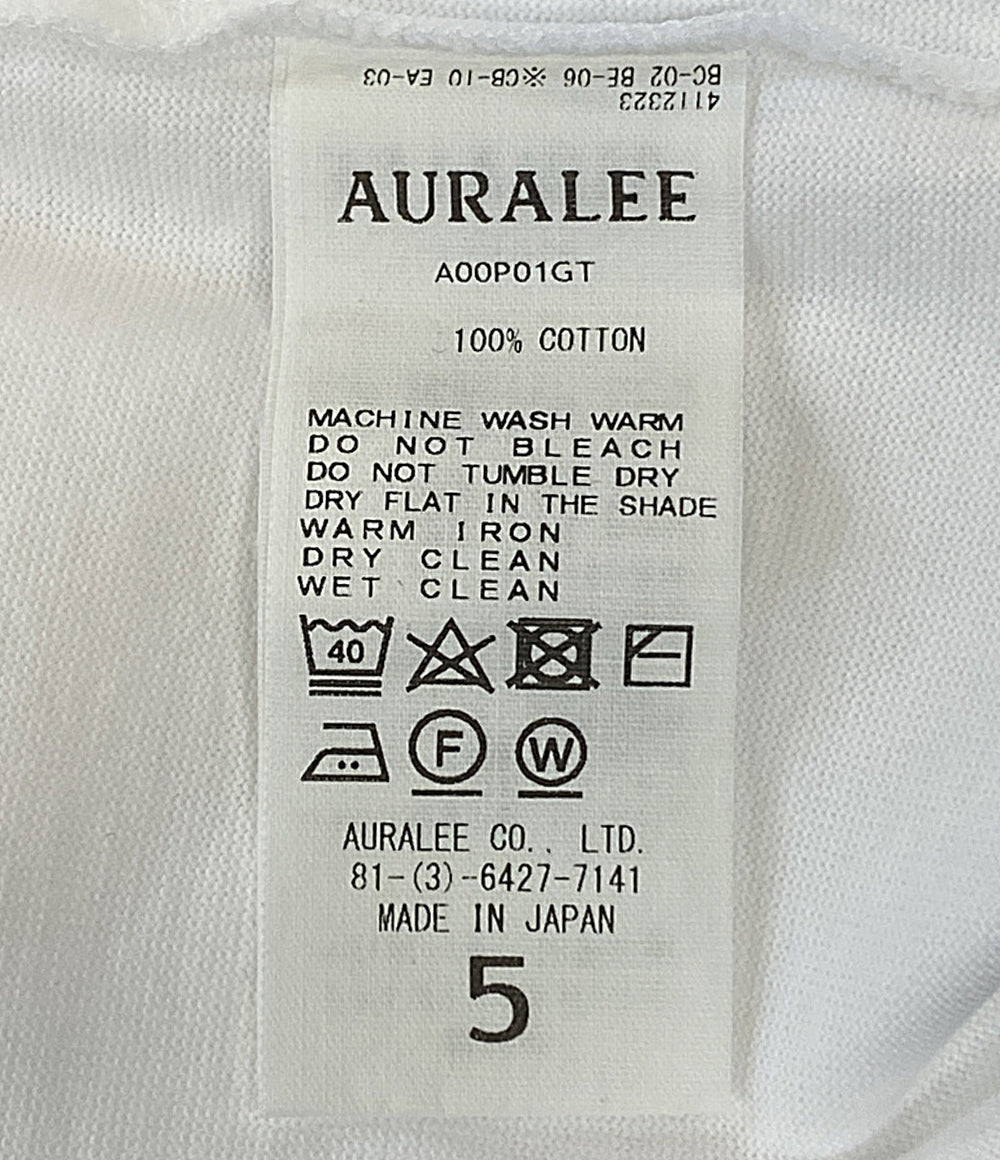 4112323
BC-02 BE-06 ※CB-10 EA-03
AURALEE
A00P01GT
100% COTTON
MACHINE WASH WARM
DO NOT BLEACH
DO NOT TUMBLE DRY
DRY FLAT IN THE SHADE
WARM IRON
DRY CLEAN
WET CLEAN
40
F W
AURALEE CO., LTD.
81-(3)-6427-7141
MADE IN JAPAN
5